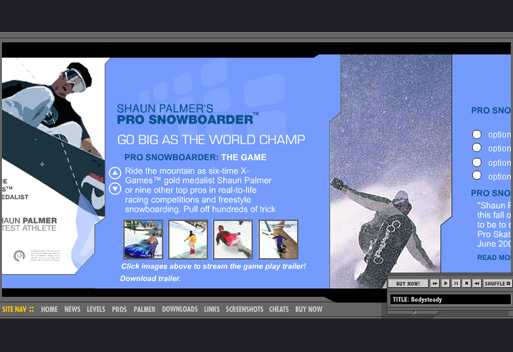 SHAUN PALMER'S
PRO SNOWBOARDER™
GO BIG AS THE WORLD CHAMP
PRO SNOWBOARDER: THE GAME
Ride the mountain as six-time X-
Games™ gold medalist Shaun Palmer
or nine other top pros in real-to-life
racing competitions and freestyle
snowboarding. Pull off hundreds of trick
Click images above to stream the game play trailer!
Download trailer.
EDALIST
AUN PALMER
TEST ATHLETE
PRO SNO
option
option
option
option
PRO SNO
"Shaun F
this fall o
to be to s
Pro Skat
June 200
READ MO
BUY NOW!
SHUFFLE
TITLE: Bodysteady
SITE NAV :: HOME NEWS LEVELS PROS PALMER DOWNLOADS LINKS SCREENSHOTS CHEATS BUY NOW